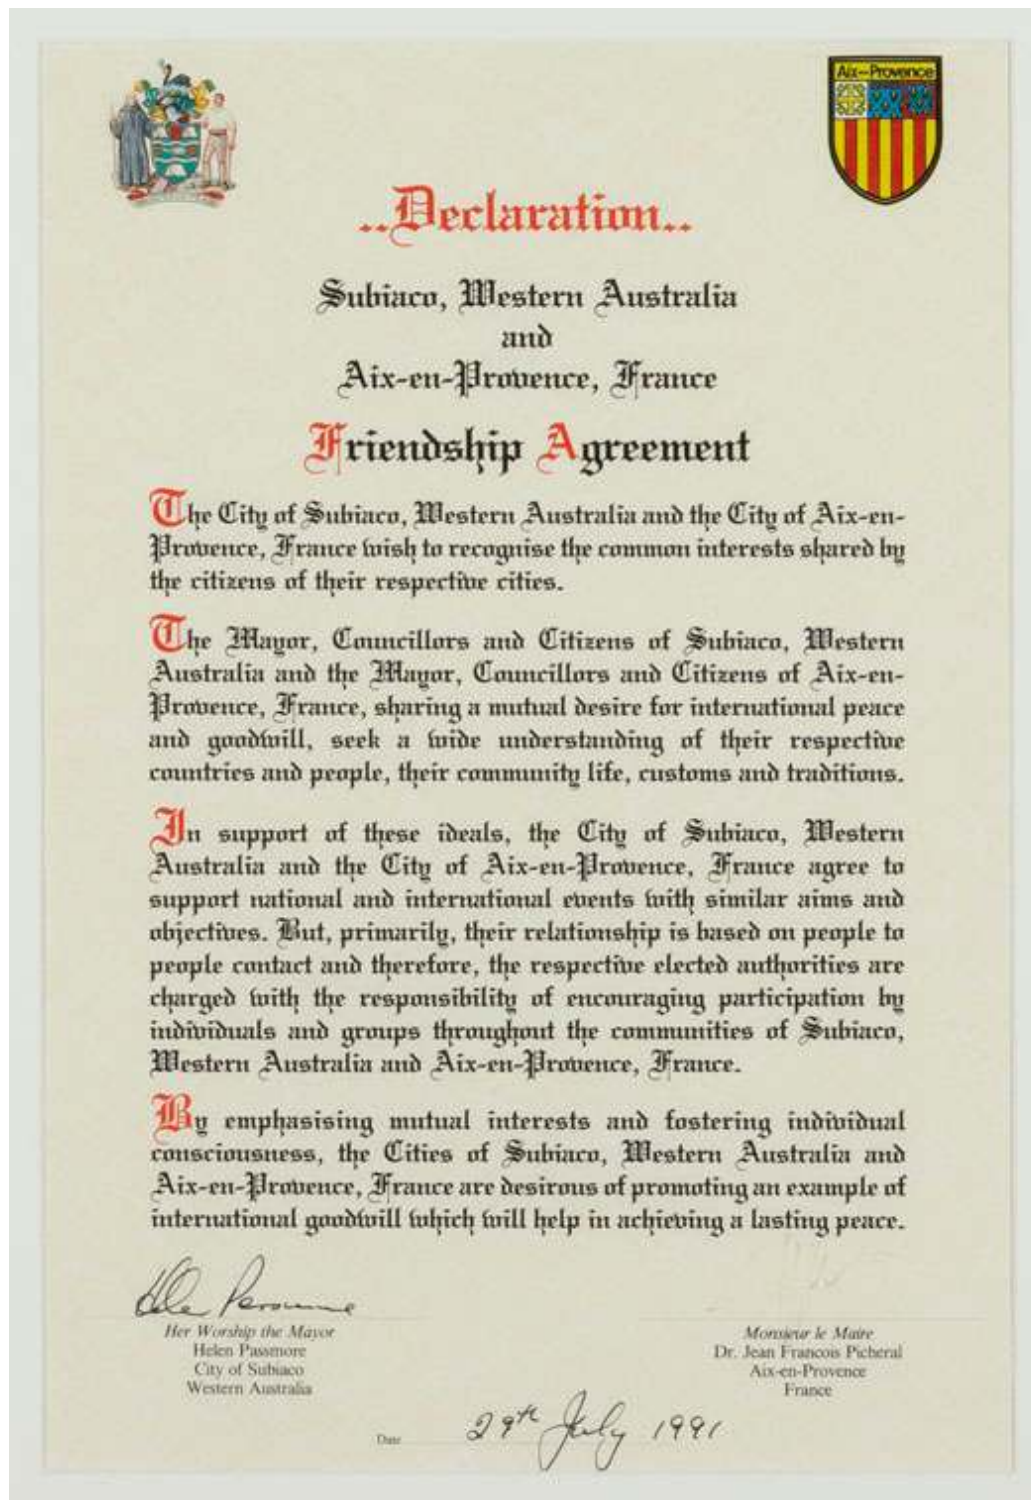 Aix-Provence
..Declaration..
Subiaco, Western Australia
and
Aix-en-Provence, France
Friendship Agreement
The City of Subiaco, Western Australia and the City of Aix-en-
Provence, France wish to recognise the common interests shared by
the citizens of their respective cities.
The Mayor, Councillors and Citizens of Subiaco, Western
Australia and the Mayor, Councillors and Citizens of Aix-en-
Provence, France, sharing a mutual desire for international peace
and goodwill, seek a wide understanding of their respective
countries and people, their community life, customs and traditions.
In support of these ideals, the City of Subiaco, Western
Australia and the City of Aix-en-Provence, France agree to
support national and international events with similar aims and
objectives. But, primarily, their relationship is based on people to
people contact and therefore, the respective elected authorities are
charged with the responsibility of encouraging participation by
individuals and groups throughout the communities of Subiaco,
Western Australia and Aix-en-Provence, France.
By emphasising mutual interests and fostering individual
consciousness, the Cities of Subiaco, Western Australia and
Aix-en-Provence, France are desirous of promoting an example of
international goodwill which will help in achieving a lasting peace.
Her Worship the Mayor
Helen Passmore
City of Subiaco
Western Australia
Monsieur le Maire
Dr. Jean Francois Picheral
Aix-en-Provence
France
Date 29th July 1991